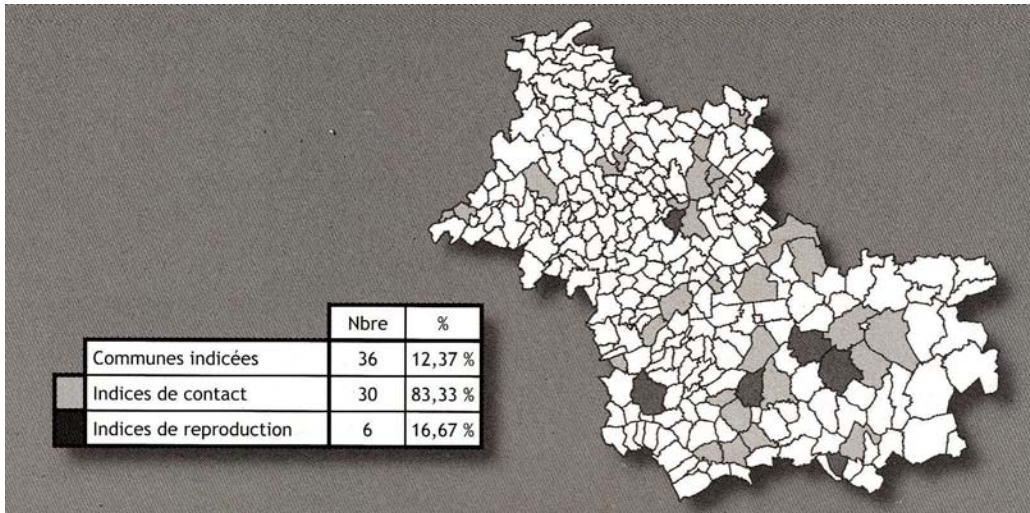 Nbre %
Communes indicées 36 12,37 %
Indices de contact 30 83,33 %
Indices de reproduction 6 16,67 %